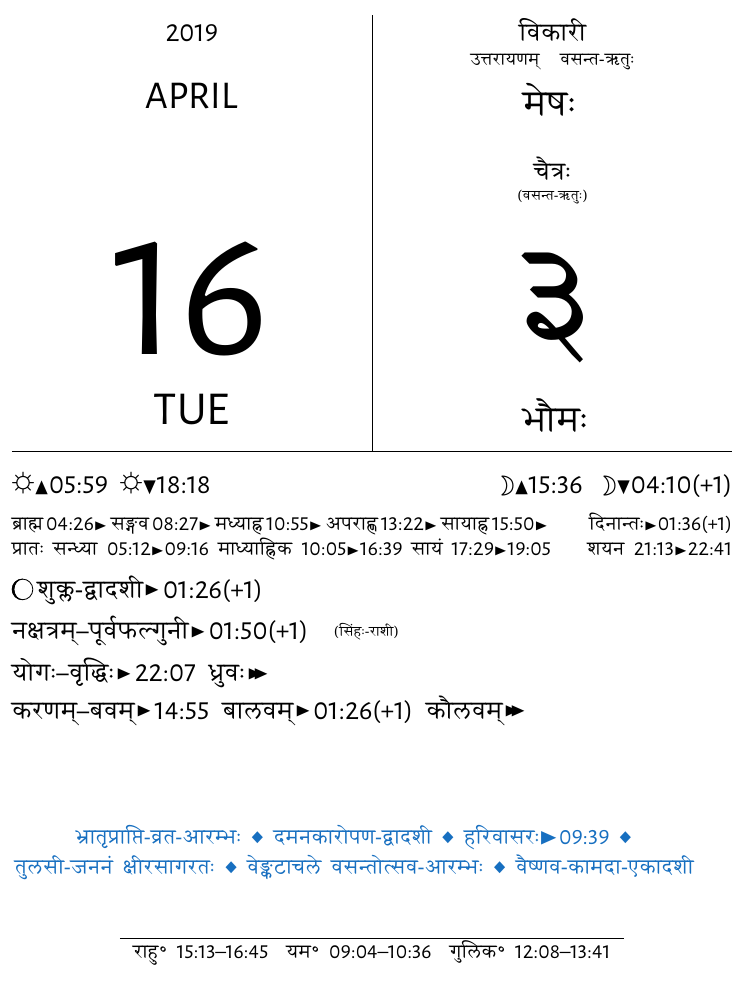 2019
APRIL
16
TUE
विकारी
उत्तरायणम् वसन्त-ऋतुः
मेषः
चैत्रः
(वसन्त-ऋतुः)
३
भौमः
☼▲05:59 ☼▼18:18 ☽▲15:36 ☽▼04:10(+1)
ब्राह्म 04:26► सङ्गव 08:27► मध्याह्न 10:55► अपराह्ण 13:22► सायाह्न 15:50► दिनान्तः►01:36(+1)
प्रातः सन्ध्या 05:12►09:16 माध्याह्निक 10:05►16:39 सायं 17:29►19:05 शयन 21:13►22:41
शुक्ल-द्वादशी► 01:26(+1)
नक्षत्रम्–पूर्वफल्गुनी► 01:50(+1) (सिंहः-राशी)
योगः–वृद्धिः► 22:07 ध्रुवः►►
करणम्–बवम्►14:55 बालवम्►01:26(+1) कौलवम्►►
भ्रातृप्राप्ति-व्रत-आरम्भः ◆ दमनकारोपण-द्वादशी ◆ हरिवासरः►09:39 ◆
तुलसी-जननं क्षीरसागरतः ◆ वेङ्कटाचले वसन्तोत्सव-आरम्भः ◆ वैष्णव-कामदा-एकादशी
राहु° 15:13–16:45 यम° 09:04–10:36 गुलिक° 12:08–13:41